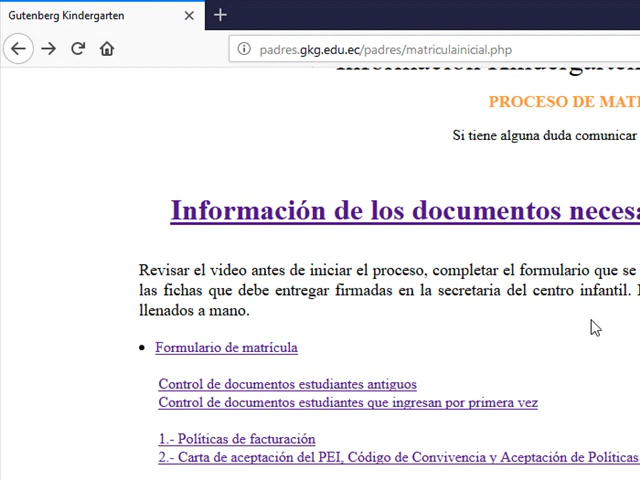 Gutenberg Kindergarten
padres.gkg.edu.ec/padres/matriculainicial.php
PROCESO DE
Si tiene alguna duda comunicar
Información de los documentos
Revisar el video antes de iniciar el proceso, completar el formulario que se
las fichas que debe entregar firmadas en la secretaria del centro infantil.
llenados a mano.
Formulario de matrícula
Control de documentos estudiantes antiguos
Control de documentos estudiantes que ingresan por primera vez
1.- Políticas de facturación
2.- Carta de aceptación del PEI, Código de Convivencia y Aceptación de Políticas